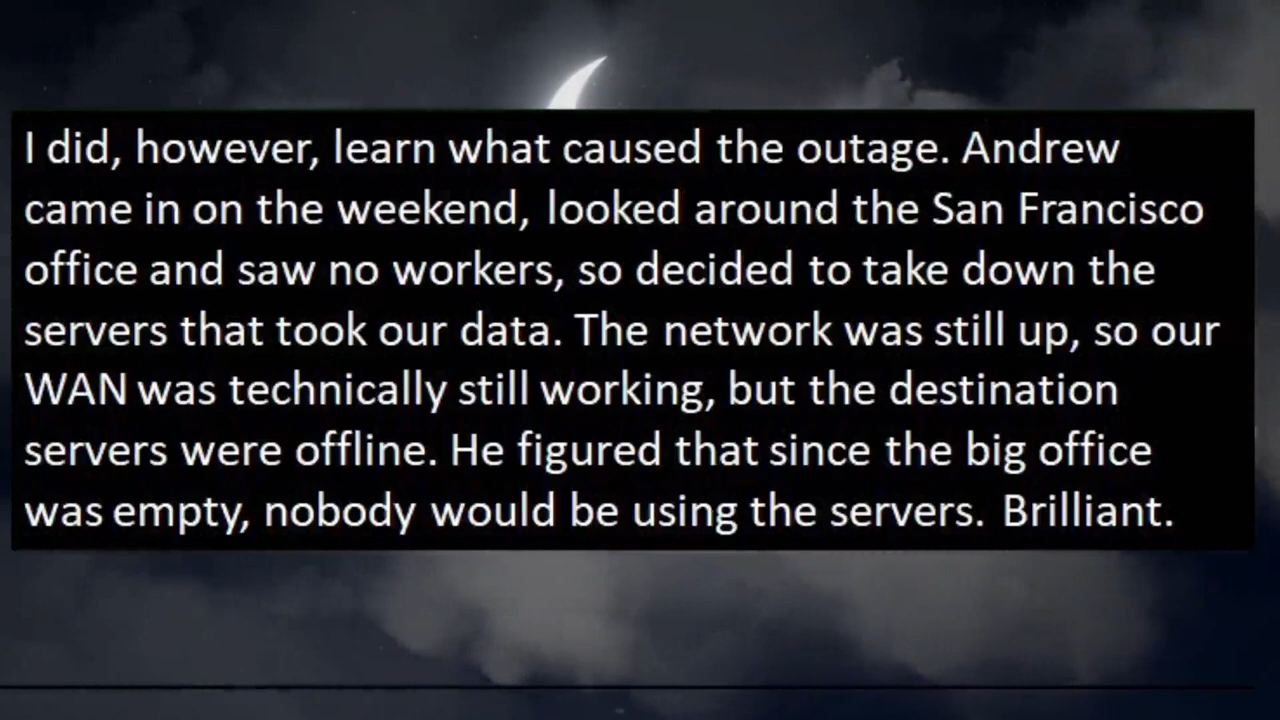 I did, however, learn what caused the outage. Andrew
came in on the weekend, looked around the San Francisco
office and saw no workers, so decided to take down the
servers that took our data. The network was still up, so our
WAN was technically still working, but the destination
servers were offline. He figured that since the big office
was empty, nobody would be using the servers. Brilliant.